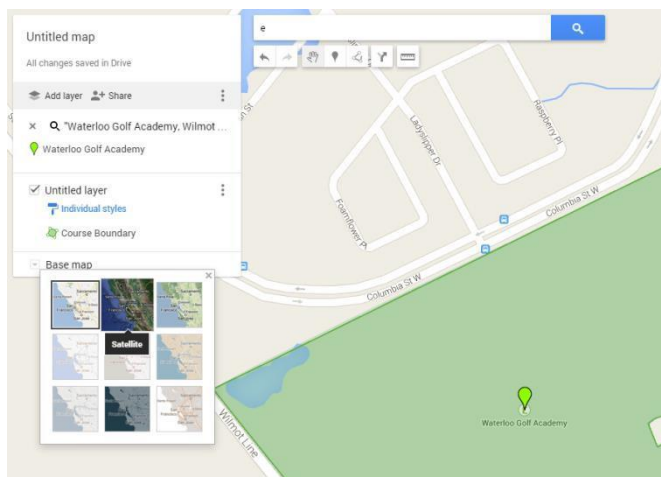 Untitled map
e
All changes saved in Drive
Add layer
Share
"Waterloo Golf Academy, Wilmot ...
Waterloo Golf Academy
Untitled layer
Individual styles
Course Boundary
Base map
Satellite
Raspberry Pl
Ladyslipper Dr
Foamflower Pl
Columbia St W
Columbia St W
Wilmot Line
Waterloo Golf Academy